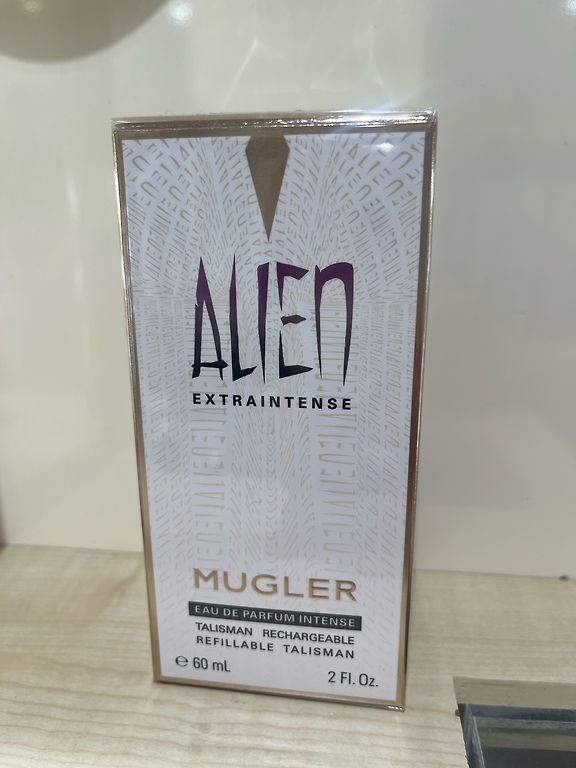 ALIEN
EXTRAINTENSE
MUGLER
EAU DE PARFUM INTENSE
TALISMAN RECHARGEABLE
REFILLABLE TALISMAN
℮ 60 mL 2 Fl. Oz.